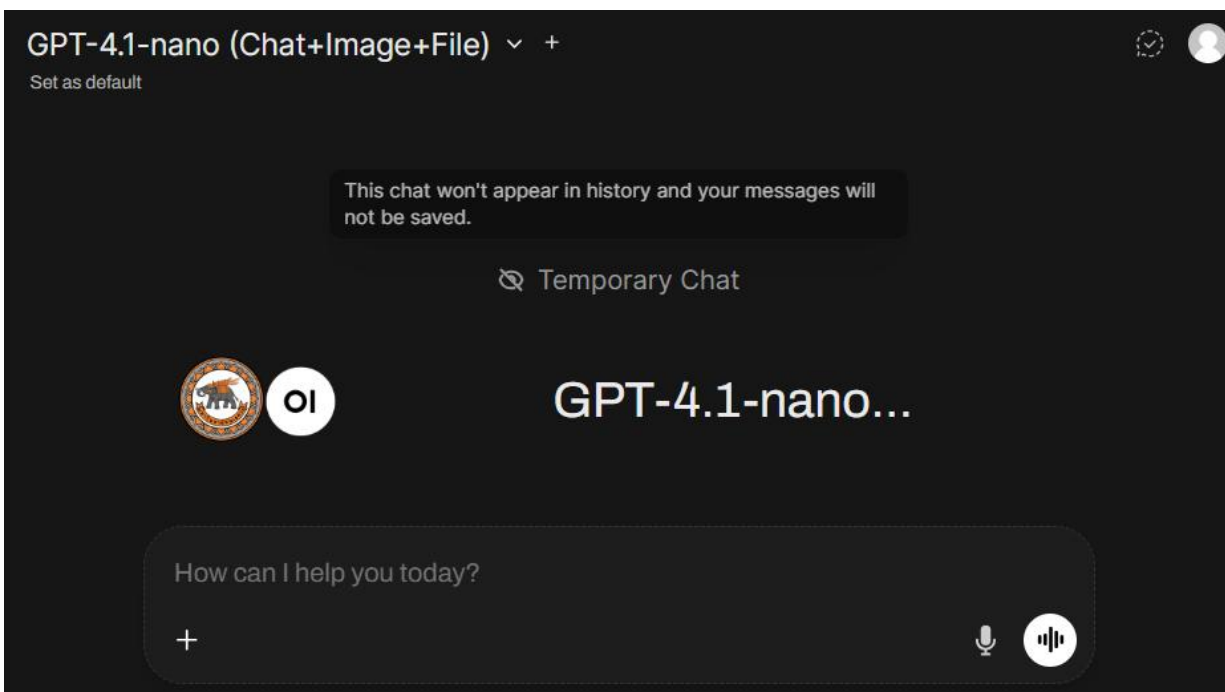 GPT-4.1-nano (Chat+Image+File)
Set as default
This chat won't appear in history and your messages will
not be saved.
Temporary Chat
OI
GPT-4.1-nano...
How can I help you today?